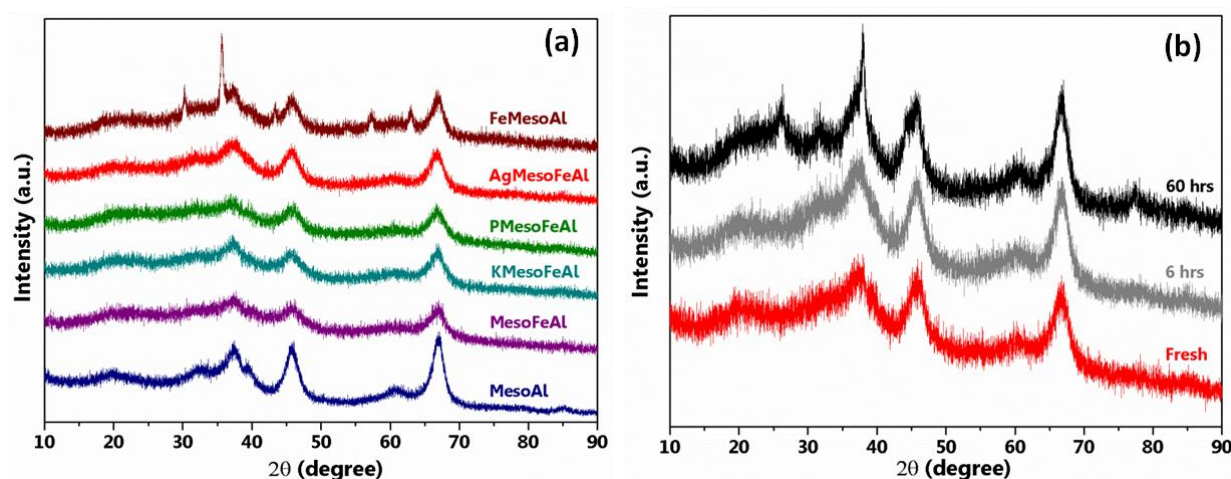 (a)
FeMesoAl
AgMesoFeAl
PMesoFeAl
KMesoFeAl
MesoFeAl
MesoAl
Intensity (a.u.)
10 20 30 40 50 60 70 80 90
2θ (degree)
(b)
60 hrs
6 hrs
Fresh
Intensity (a.u.)
10 20 30 40 50 60 70 80 90
2θ (degree)